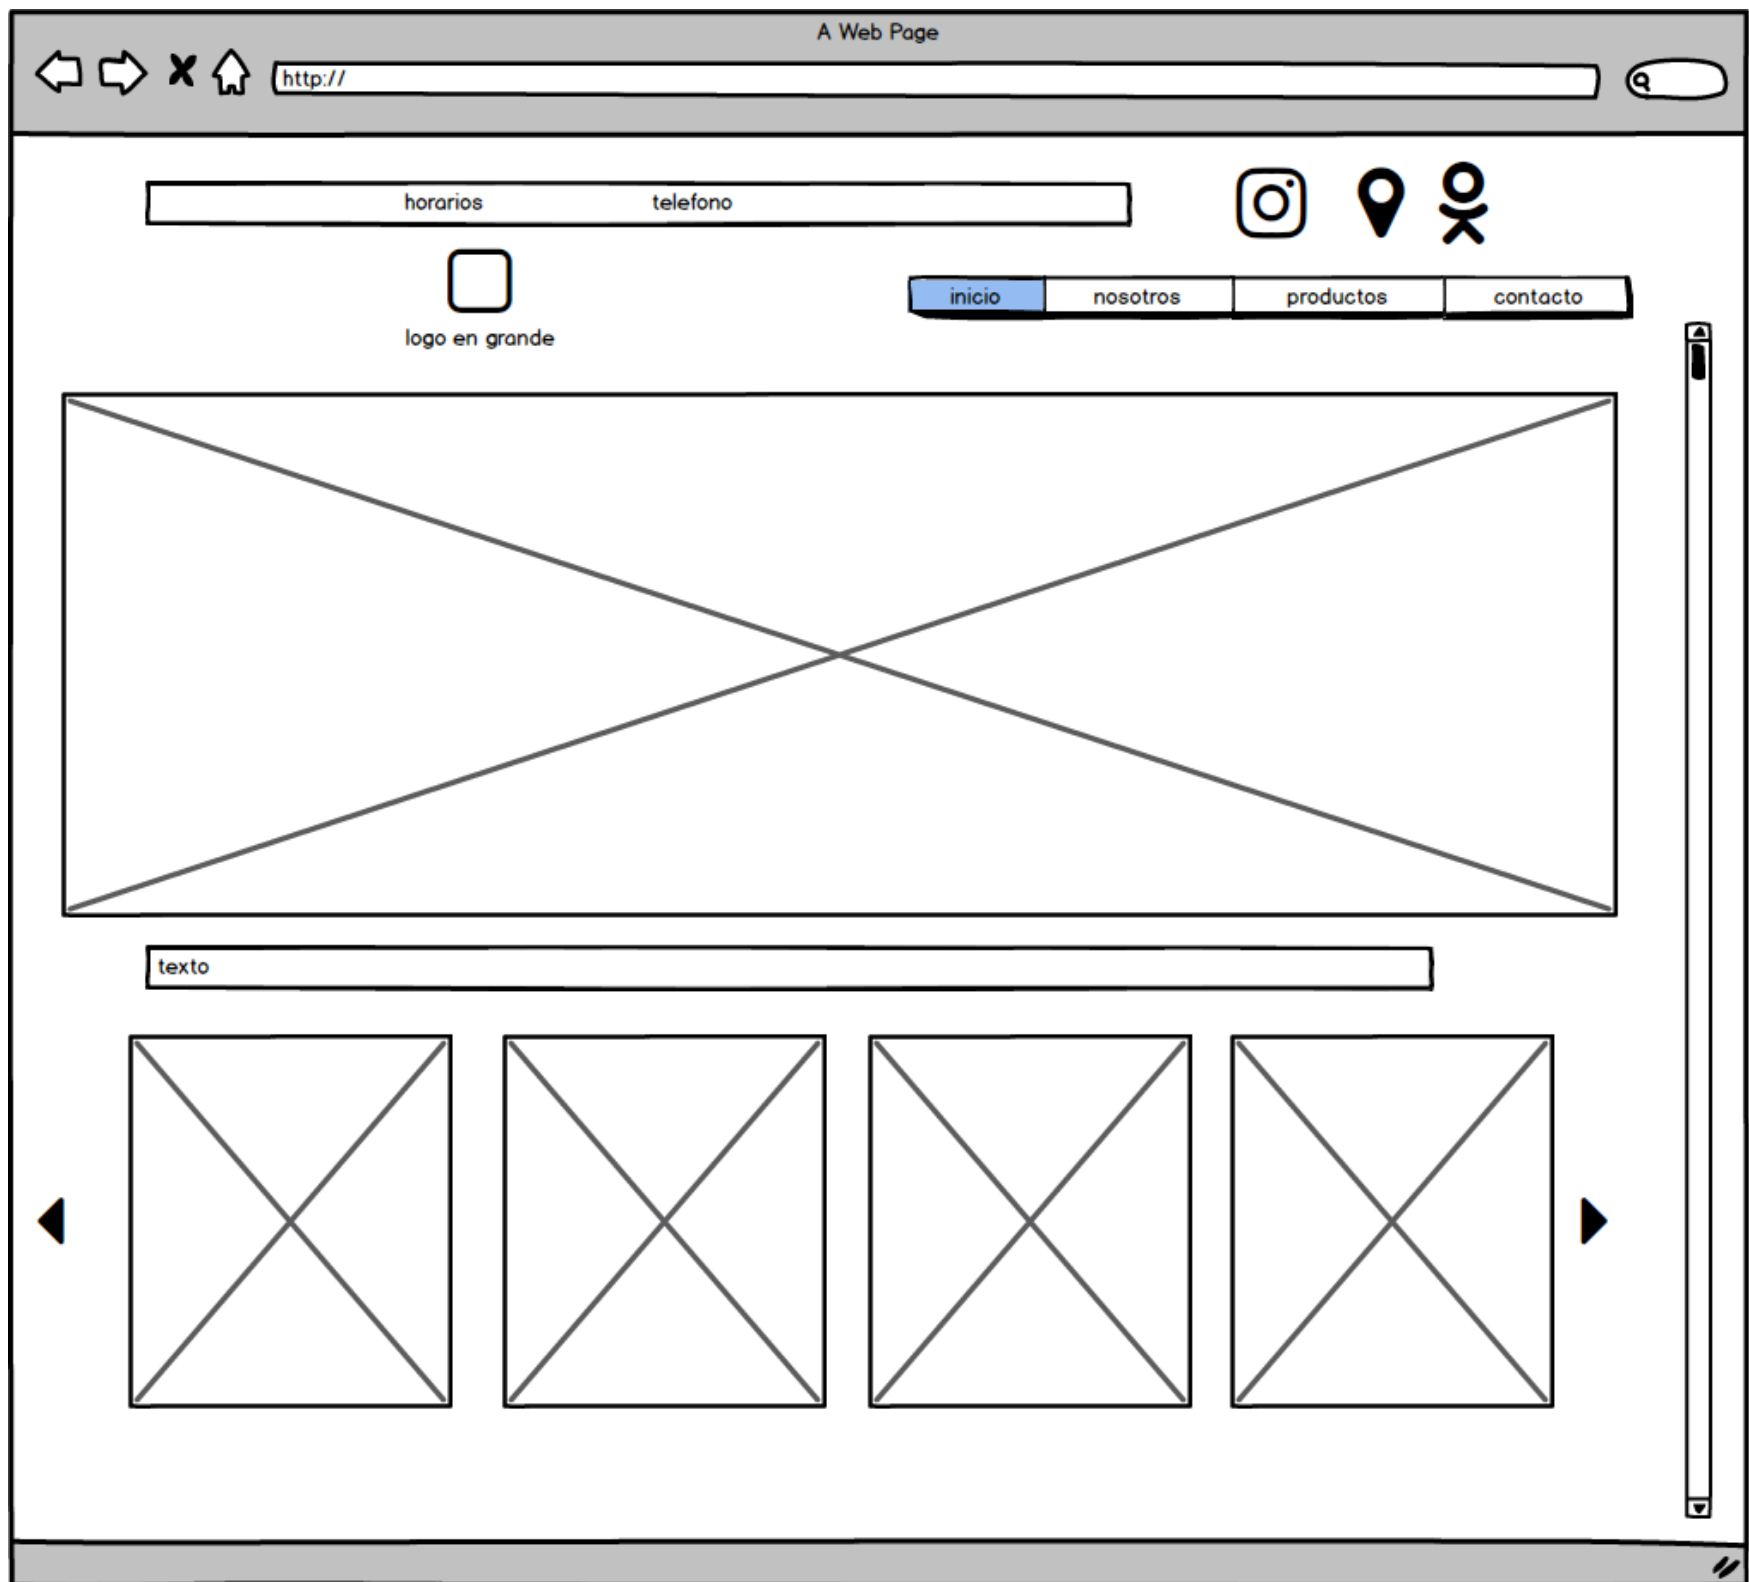 A Web Page
http://
horarios telefono
inicio nosotros productos contacto
logo en grande
texto